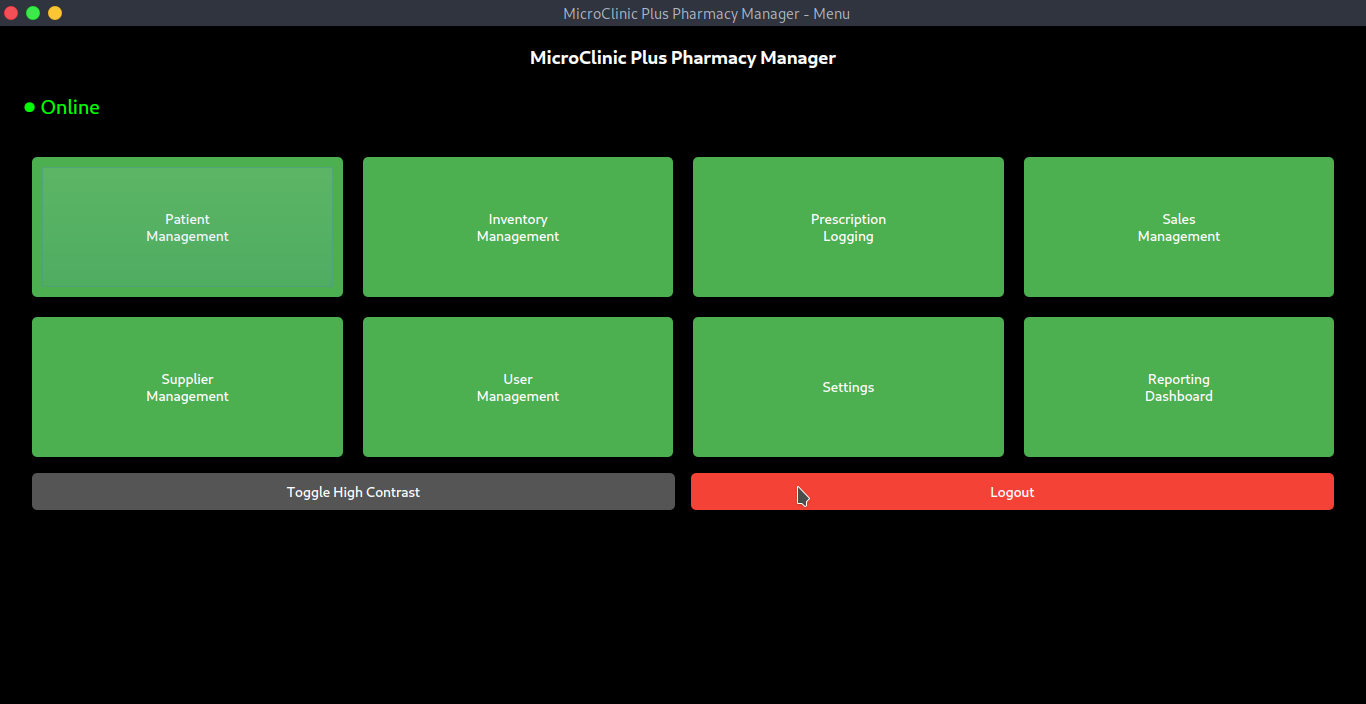 MicroClinic Plus Pharmacy Manager - Menu
MicroClinic Plus Pharmacy Manager
Online
Patient
Management
Inventory
Management
Prescription
Logging
Sales
Management
Supplier
Management
User
Management
Settings
Reporting
Dashboard
Toggle High Contrast
Logout